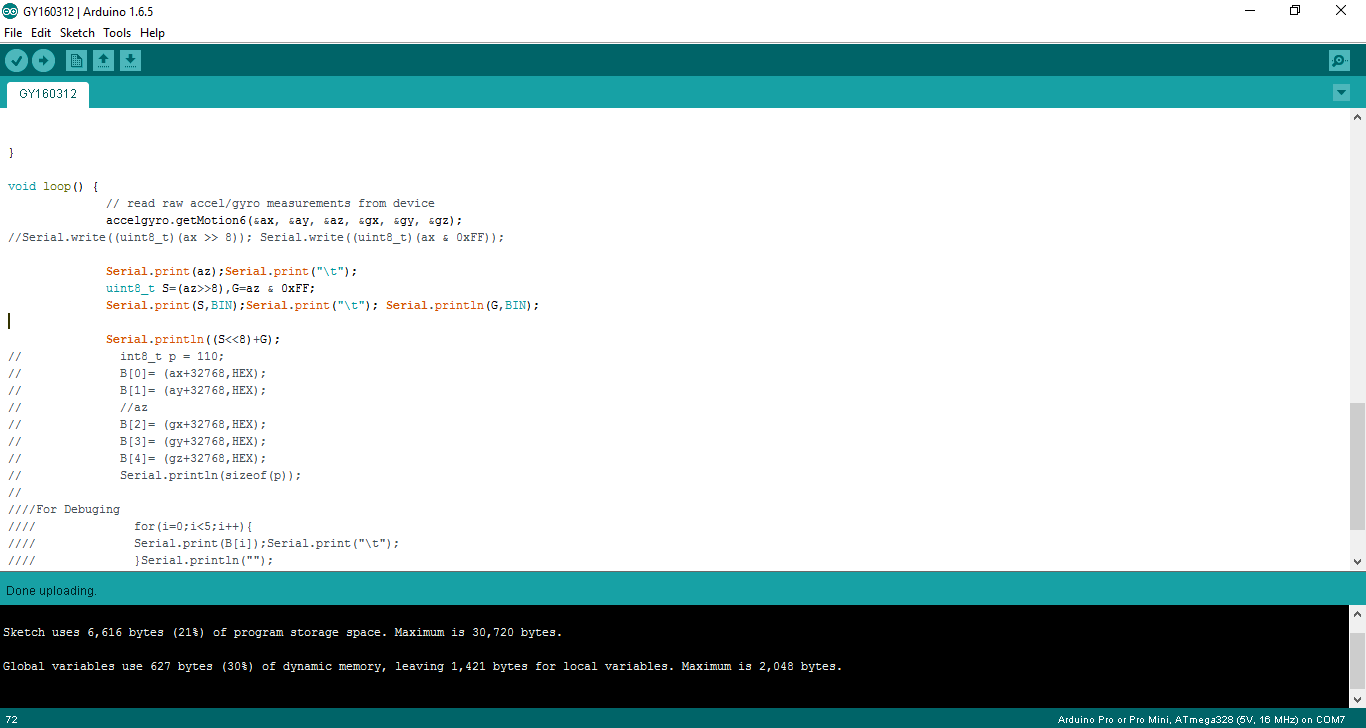 GY160312 | Arduino 1.6.5
File Edit Sketch Tools Help
GY160312
}
void loop() {
// read raw accel/gyro measurements from device
accelgyro.getMotion6(&ax, &ay, &az, &gx, &gy, &gz);
//Serial.write((uint8_t)(ax >> 8)); Serial.write((uint8_t)(ax & 0xFF));
Serial.print(az);Serial.print("\t");
uint8_t S=(az>>8),G=az & 0xFF;
Serial.print(S,BIN);Serial.print("\t"); Serial.println(G,BIN);
Serial.println((S<<8)+G);
// int8_t p = 110;
// B[0]= (ax+32768,HEX);
// B[1]= (ay+32768,HEX);
// //az
// B[2]= (gx+32768,HEX);
// B[3]= (gy+32768,HEX);
// B[4]= (gz+32768,HEX);
// Serial.println(sizeof(p));
//
////For Debuging
//// for(i=0;i<5;i++){
//// Serial.print(B[i]);Serial.print("\t");
//// }Serial.println("");
Done uploading.
Sketch uses 6,616 bytes (21%) of program storage space. Maximum is 30,720 bytes.
Global variables use 627 bytes (30%) of dynamic memory, leaving 1,421 bytes for local variables. Maximum is 2,048 bytes.
72 Arduino Pro or Pro Mini, ATmega328 (5V, 16 MHz) on COM7